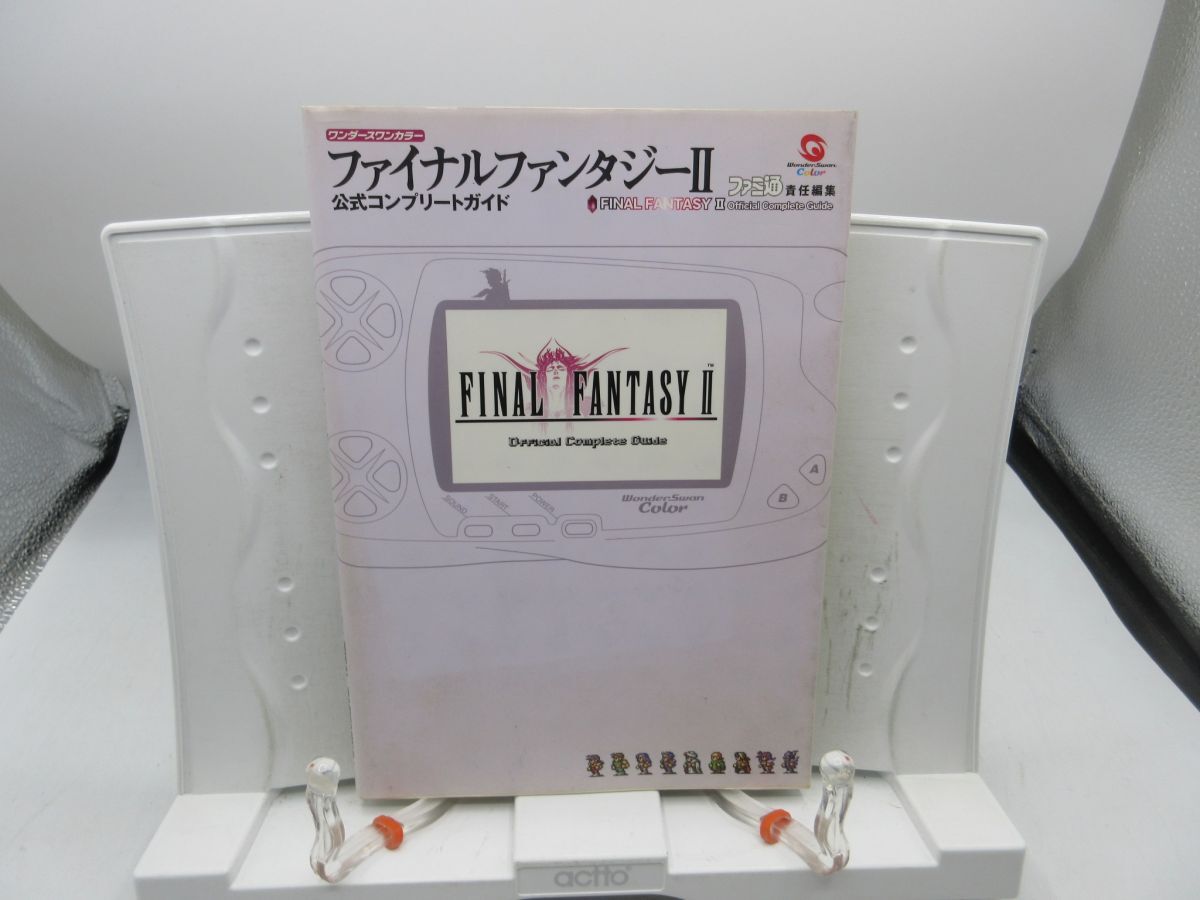 ワンダースワンカラー
ファイナルファンタジーII
公式コンプリートガイド
WonderSwan
Color
ファミ通 責任編集
FINAL FANTASY II Official Complete Guide
FINAL FANTASY II™
Official Complete Guide
A
B
WonderSwan
Color
SOUND
START
POWER
actto